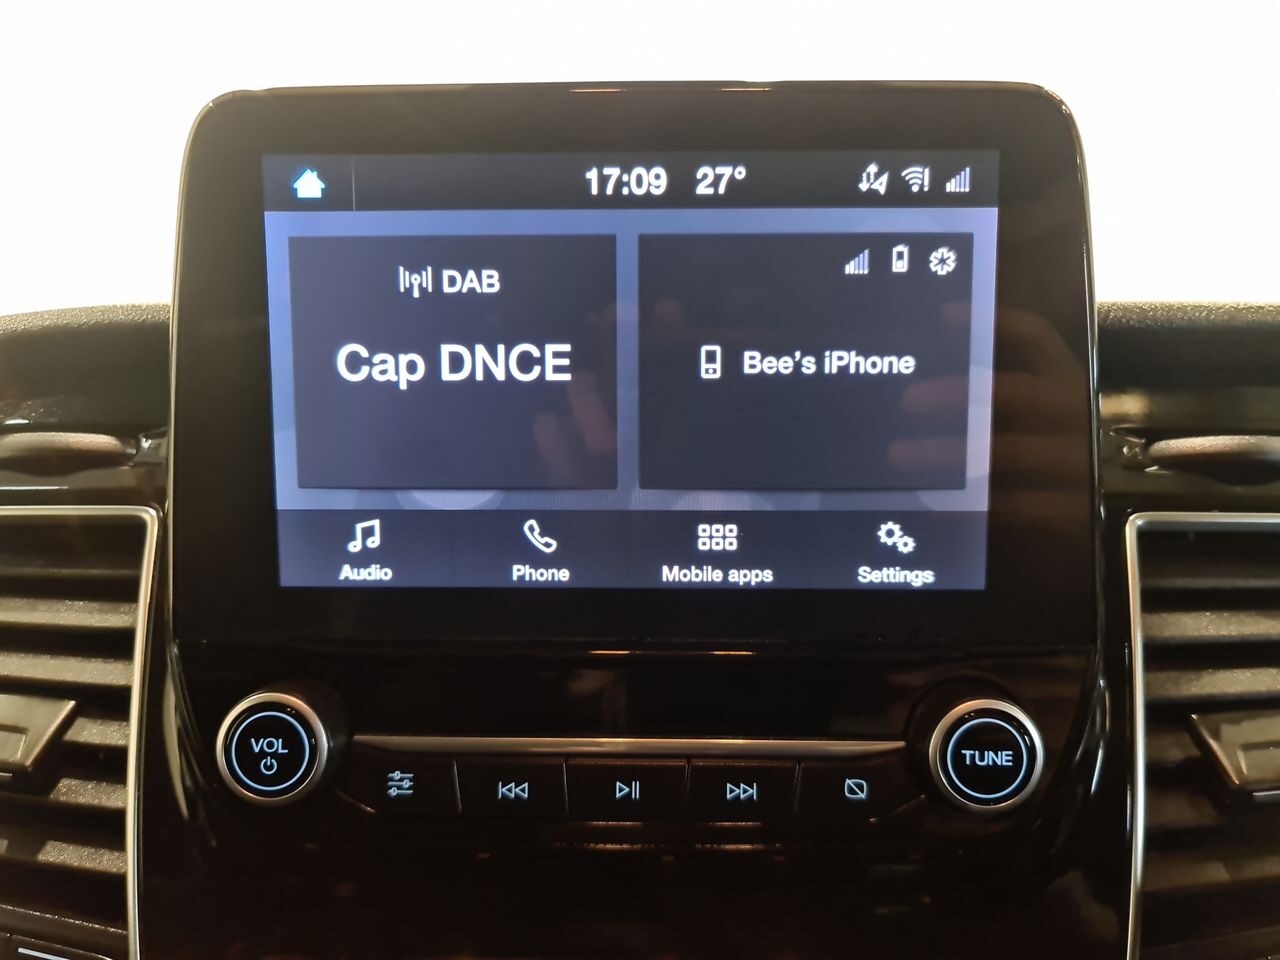 17:09 27°
DAB
Cap DNCE
Bee's iPhone
Audio
Phone
Mobile apps
Settings
VOL
TUNE